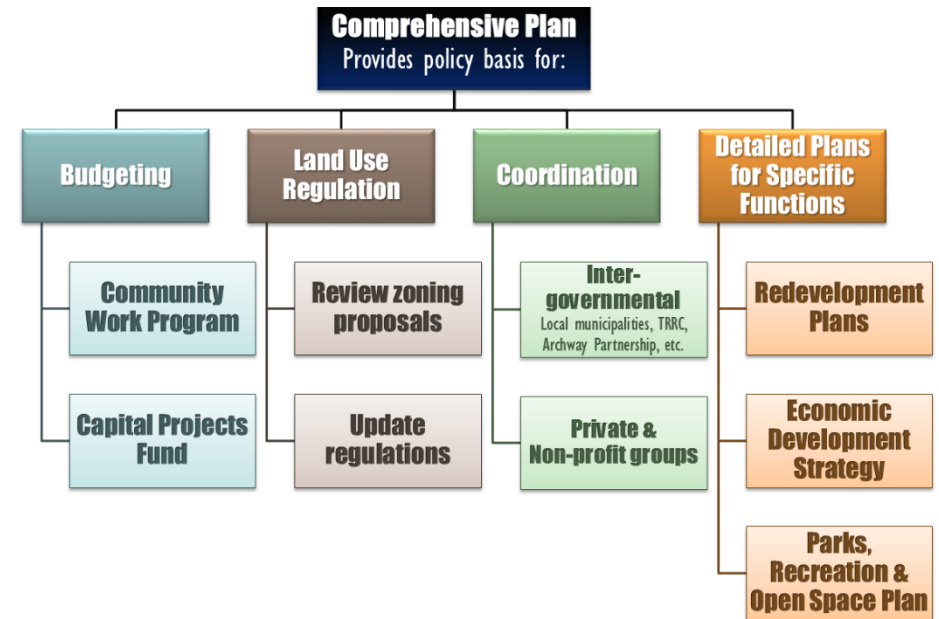 Comprehensive Plan
Provides policy basis for:
Budgeting
Land Use
Regulation
Coordination
Detailed Plans
for Specific
Functions
Community
Work Program
Capital Projects
Fund
Review zoning
proposals
Update
regulations
Inter-
governmental
Local municipalities, TRRC,
Archway Partnership, etc.
Private &
Non-profit groups
Redevelopment
Plans
Economic
Development
Strategy
Parks,
Recreation &
Open Space Plan